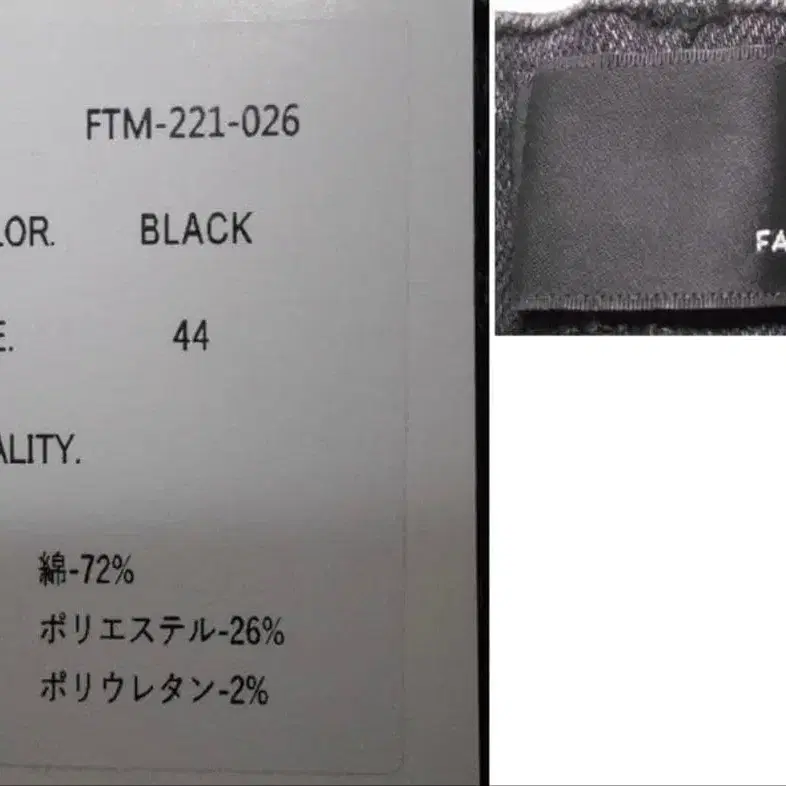 FTM-221-026
LOR. BLACK
E. 44
ALITY.
綿-72%
ポリエステル-26%
ポリウレタン-2%
FA